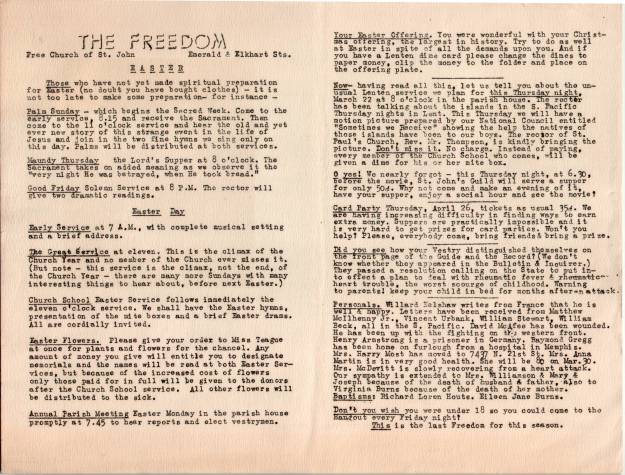 THE FREEDOM
Free Church of St. John Emerald & Elkhart Sts.
EASTER
Those who have not yet made spiritual preparation
for Easter (no doubt you have bought clothes) - it is
not too late to make some preparation- for instance -
Palm Sunday - which begins the Sacred Week. Come to the
early service, 8.15 and receive the Sacrament. Then
come to the 11 o'clock service and hear the old and yet
ever new story of this strange event in the life of
Jesus and join in the two fine hymns we sing only on
this day. Palms will be distributed at both services.
Maundy Thursday the Lord's Supper at 8 o'clock. The
Sacrament takes on added meaning as we observe it the
"very night He was betrayed, when He took bread."
Good Friday Solemn Service at 8 P.M. The rector will
give two dramatic readings.
Easter Day
Early Service at 7 A.M., with complete musical setting
and a brief address.
The Great Service at eleven. This is the climax of the
Church Year and no member of the Church ever misses it.
(But note - this service is the climax, not the end, of
the Church Year - there are many more Sundays with many
interesting things to hear about, before next Easter.)
Church School Easter Service follows immediately the
eleven o'clock service. We shall have the Easter hymns,
presentation of the mite boxes and a brief Easter drama.
All are cordially invited.
Easter Flowers. Please give your order to Miss Teague
at once for plants and flowers for the chancel. Any
amount of money you give will entitle you to designate
memorials and the names will be read at both Easter Ser-
vices, but because of the increased cost of flowers
only those paid for in full will be given to the donors
after the Church School service. All other flowers will
be distributed to the sick.
Annual Parish Meeting Easter Monday in the parish house
promptly at 7.45 to hear reports and elect vestrymen.
Your Easter Offering. You were wonderful with your Christ-
mas offering, the largest in history. Try to do as well
at Easter in spite of all the demands upon you. And if
you have a Lenten dime card please change the dimes to
paper money, clip the money to the folder and place on
the offering plate.
Now- having read all this, let us tell you about the un-
usual Lenten service we plan for this Thursday night,
March 22 at 8 o'clock in the parish house. The rector
has been talking about the islands in the S. Pacific
Thursday nights in Lent. This Thursday we will have a
motion picture prepared by our National Council entitled
"Sometimes we Receive" showing the help the natives of
those islands have been to our boys. The rector of St.
Paul's Church, Rev. Mr. Thompson, is kindly bringing the
picture. Don't miss it. No charge. Instead of paying,
every member of the Church School who comes, will be
given a dime for his or her mite box.
O yes! We nearly forgot - this Thursday night, at 6.30,
before the movie, St. John's Guild will serve a supper
for only 50¢. Why not come and make an evening of it,
have your supper, enjoy a social hour and see the movie!
Card Party Thursday, April 26, tickets as usual 35¢. We
are having increasing difficulty in finding ways to earn
extra money. Suppers are practically impossible and it
is very hard to get prizes for card parties. Won't you
help? Please, everybody come, bring friends & bring a prize.
Did you see how your Vestry distinguished themselves on
the front page of the Guide and the Record? (We don't
know whether they appeared in the Bulletin & Inquirer.)
They passed a resolution calling on the State to put in-
to effect a plan to deal with rheumatic fever & rheumatic-
heart trouble, the worst scourge of childhood. Warning
to parents: keep your child in bed for months after an attack.
Personals. Willard Kelshaw writes from France that he is
well & happy. Letters have been received from Matthew
McIlhenny Jr., Vincent Urbank, William Stewart, William
Beck, all in the S. Pacific. David McAfee has been wounded.
He has been up with the fighting on the western front.
Henry Armstrong is a prisoner in Germany. Raymond Gregg
has been home on furlough from a hospital in Memphis.
Mrs. Harry Mest has moved to 7437 N. 21st St. Mrs. Anna
Martin is in very good health. She will be 80 on Mar. 30.
Mrs. McDevitt is slowly recovering from a heart attack.
Our sympathy is extended to Mrs. Williamson & Mary &
Joseph because of the death of husband & father, also to
Virginia Burns because of the death of her mother.
Baptisms: Richard Loren Houts. Eileen Jane Burns.
Don't you wish you were under 18 so you could come to the
Hangout every Friday night?
This is the last Freedom for this season.